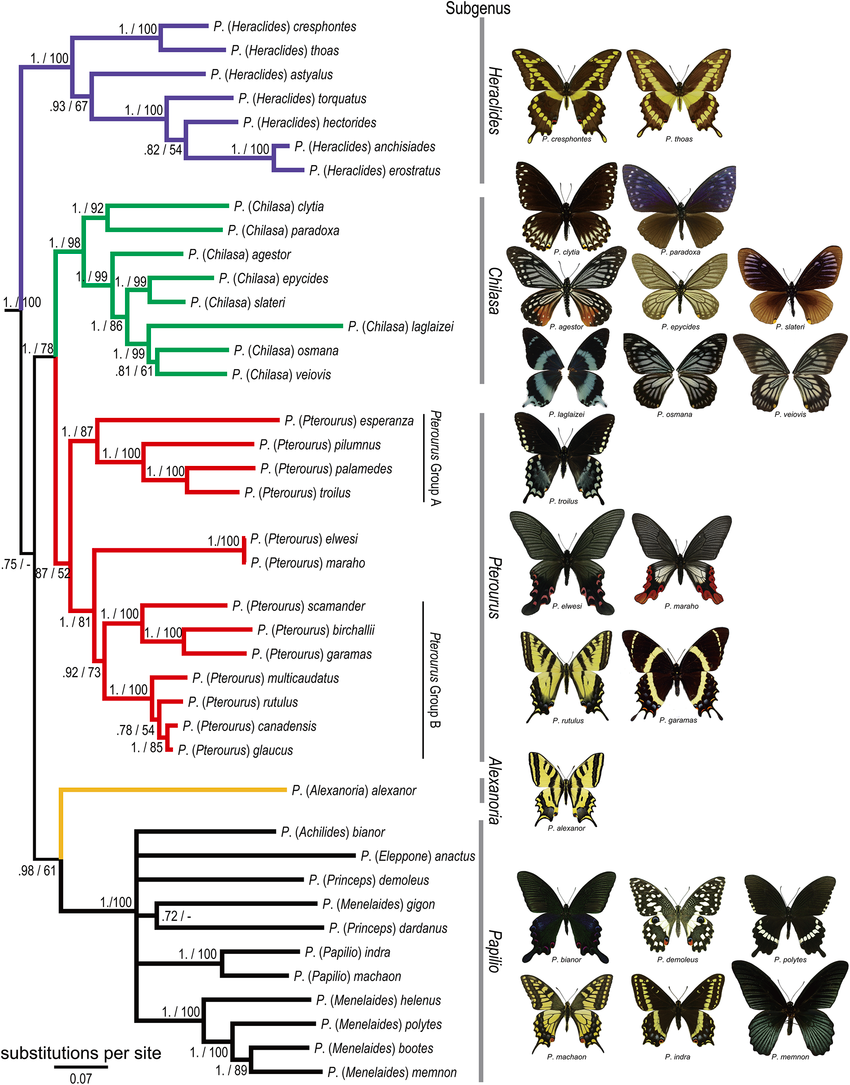 Subgenus
1. / 100
P. (Heraclides) cresphontes
1. / 100
P. (Heraclides) thoas
P. (Heraclides) astyalus
.93 / 67
1. / 100
P. (Heraclides) torquatus
P. (Heraclides) hectorides
.82 / 54
1. / 100
P. (Heraclides) anchisiades
P. (Heraclides) erostratus
Heraclides
P. cresphontes
P. thoas
1. / 92
P. (Chilasa) clytia
P. (Chilasa) paradoxa
1. / 98
P. (Chilasa) agestor
1. / 99
1. / 99
P. (Chilasa) epycides
P. (Chilasa) slateri
1. / 86
P. (Chilasa) laglaizei
1. / 99
P. (Chilasa) osmana
.81 / 61
P. (Chilasa) veiovis
Chilasa
P. clytia
P. paradoxa
P. agestor
P. epycides
P. slateri
P. laglaizei
P. osmana
P. veiovis
1. / 100
1. / 78
1. / 87
P. (Pterourus) esperanza
1. / 100
P. (Pterourus) pilumnus
1. / 100
P. (Pterourus) palamedes
P. (Pterourus) troilus
Pterourus Group A
.75 / -
87 / 52
1./100
P. (Pterourus) elwesi
P. (Pterourus) maraho
1. / 81
1. / 100
P. (Pterourus) scamander
1. / 100
P. (Pterourus) birchallii
P. (Pterourus) garamas
.92 / 73
1. / 100
P. (Pterourus) multicaudatus
P. (Pterourus) rutulus
.78 / 54
P. (Pterourus) canadensis
1. / 85
P. (Pterourus) glaucus
Pterourus Group B
Pterourus
P. troilus
P. elwesi
P. maraho
P. rutulus
P. garamas
P. (Alexanoria) alexanor
Alexanoria
P. alexanor
.98 / 61
P. (Achilides) bianor
P. (Eleppone) anactus
P. (Princeps) demoleus
1./100
P. (Menelaides) gigon
.72 / -
P. (Princeps) dardanus
1. / 100
P. (Papilio) indra
P. (Papilio) machaon
1. / 100
P. (Menelaides) helenus
P. (Menelaides) polytes
1. / 100
P. (Menelaides) bootes
1. / 89
P. (Menelaides) memnon
Papilio
P. bianor
P. demoleus
P. polytes
P. machaon
P. indra
P. memnon
substitutions per site
0.07